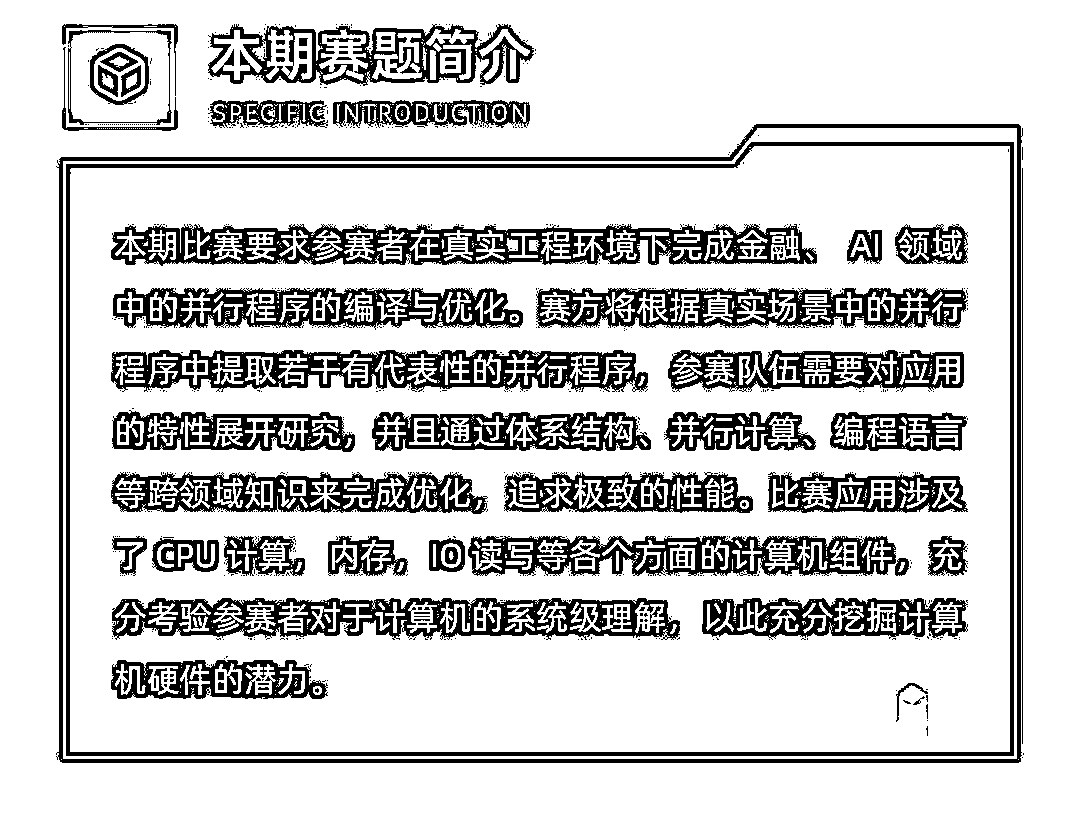 本期赛题简介
SPECIFIC INTRODUCTION
本期比赛要求参赛者在真实工程环境下完成金融、 AI 领域
中的并行程序的编译与优化。赛方将根据真实场景中的并行
程序中提取若干有代表性的并行程序，参赛队伍需要对应用
的特性展开研究，并且通过体系结构、并行计算、编程语言
等跨领域知识来完成优化，追求极致的性能。比赛应用涉及
了 CPU 计算，内存，IO 读写等各个方面的计算机组件，充
分考验参赛者对于计算机的系统级理解，以此充分挖掘计算
机硬件的潜力。